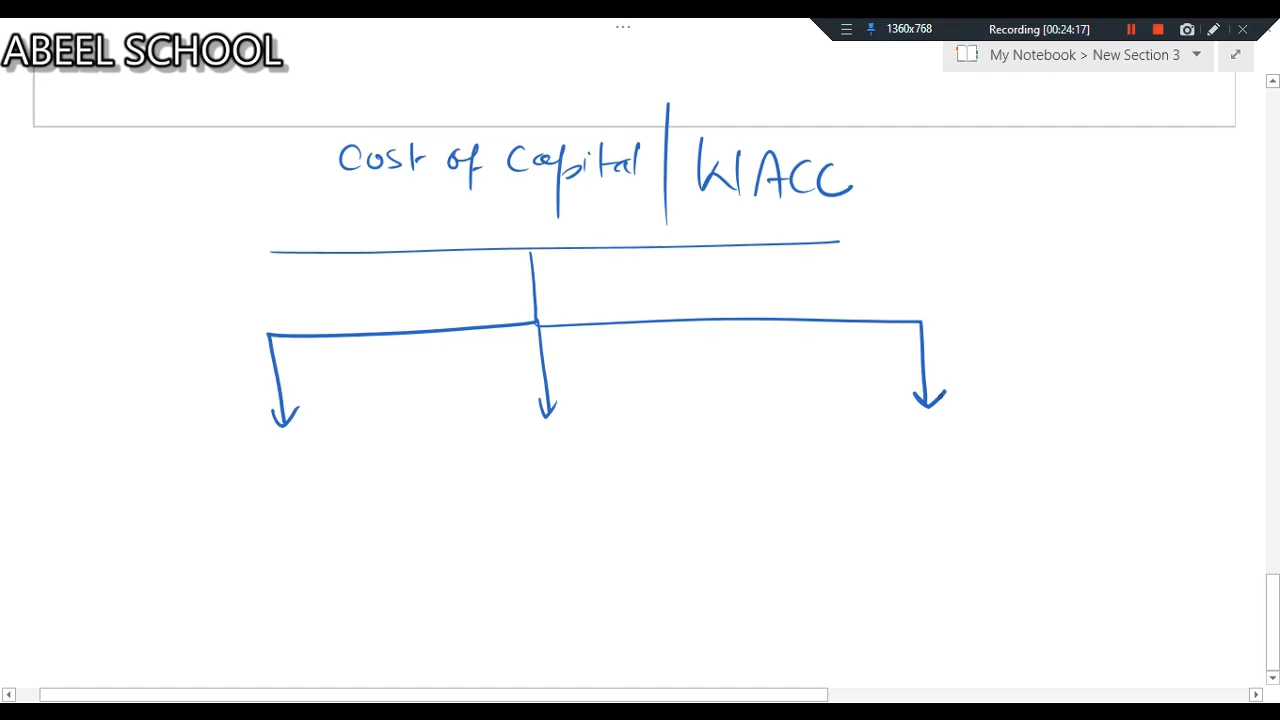 ABEEL SCHOOL
1360x768
Recording [00:24:17]
My Notebook > New Section 3
Cost of Capital | WACC